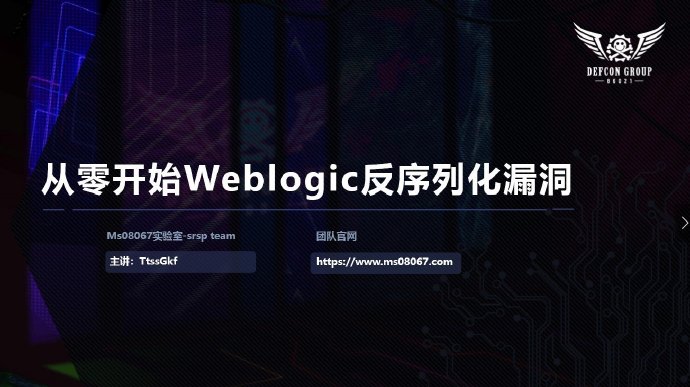 DEFCON GROUP
86021
从零开始Weblogic反序列化漏洞
Ms08067实验室-srsp team
团队官网
主讲：TtssGkf
https://www.ms08067.com